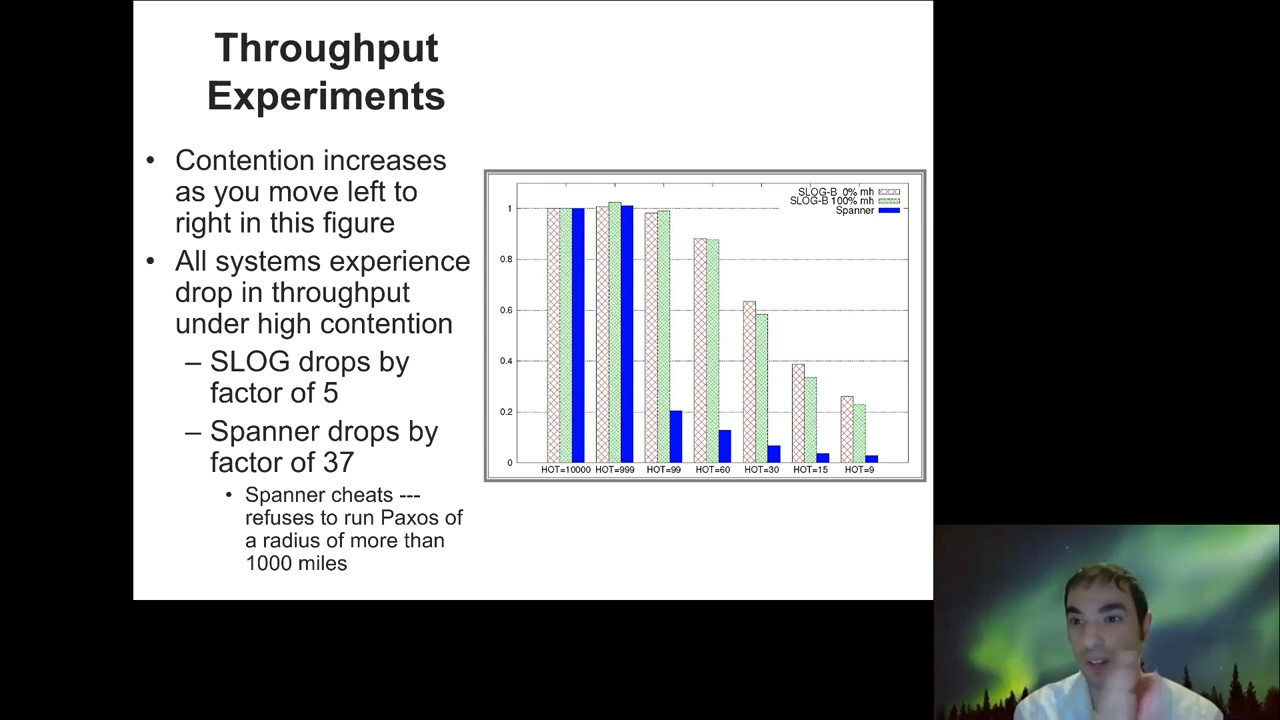 Throughput
Experiments
• Contention increases
as you move left to
right in this figure
• All systems experience
drop in throughput
under high contention
– SLOG drops by
factor of 5
– Spanner drops by
factor of 37
• Spanner cheats ---
refuses to run Paxos of
a radius of more than
1000 miles
SLOG-B 0% mh
SLOG-B 100% mh
Spanner
1
0.8
0.6
0.4
0.2
0
HOT=10000 HOT=999 HOT=99 HOT=60 HOT=30 HOT=15 HOT=9